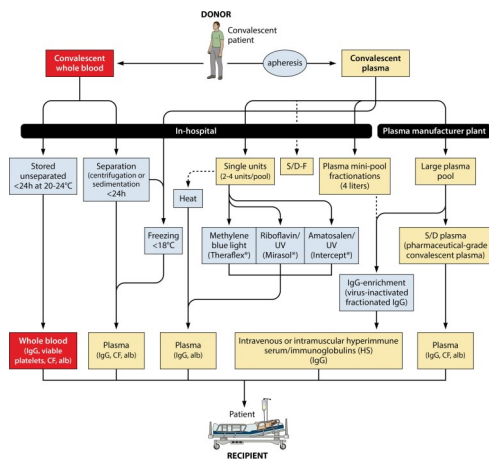 DONOR
Convalescent
patient
Convalescent
whole blood
apheresis
Convalescent
plasma
In-hospital
Plasma manufacturer plant
Stored
unseparated
<24h at 20-24°C
Separation
(centrifugation or
sedimentation
<24h
Single units
(2-4 units/pool)
S/D-F
Plasma mini-pool
fractionations
(4 liters)
Large plasma
pool
Heat
Freezing
<18°C
Methylene
blue light
(Theraflex®)
Riboflavin/
UV
(Mirasol®)
Amatosalen/
UV
(Intercept®)
S/D plasma
(pharmaceutical-grade
convalescent plasma)
IgG-enrichment
(virus-inactivated
fractionated IgG)
Whole blood
(IgG, viable
platelets, CF, alb)
Plasma
(IgG, CF, alb)
Plasma
(IgG, alb)
Intravenous or intramuscular hyperimmune
serum/immunoglobulins (HS)
(IgG)
Plasma
(IgG, CF, alb)
Patient
RECIPIENT